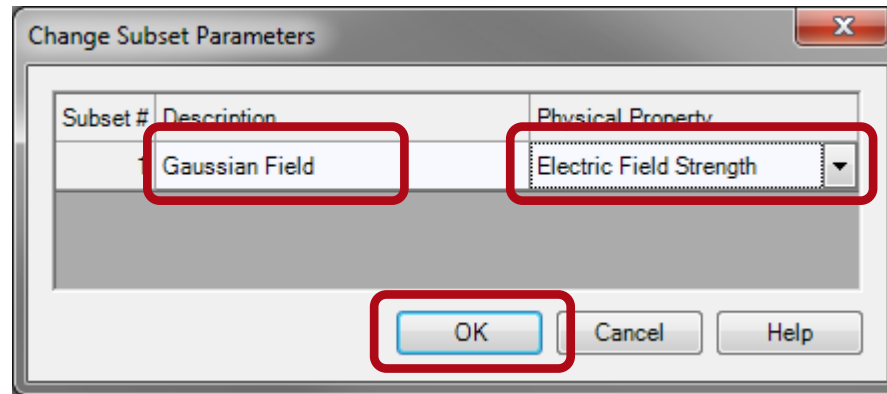 Change Subset Parameters
Subset # Description Physical Property
1 Gaussian Field Electric Field Strength
OK Cancel Help